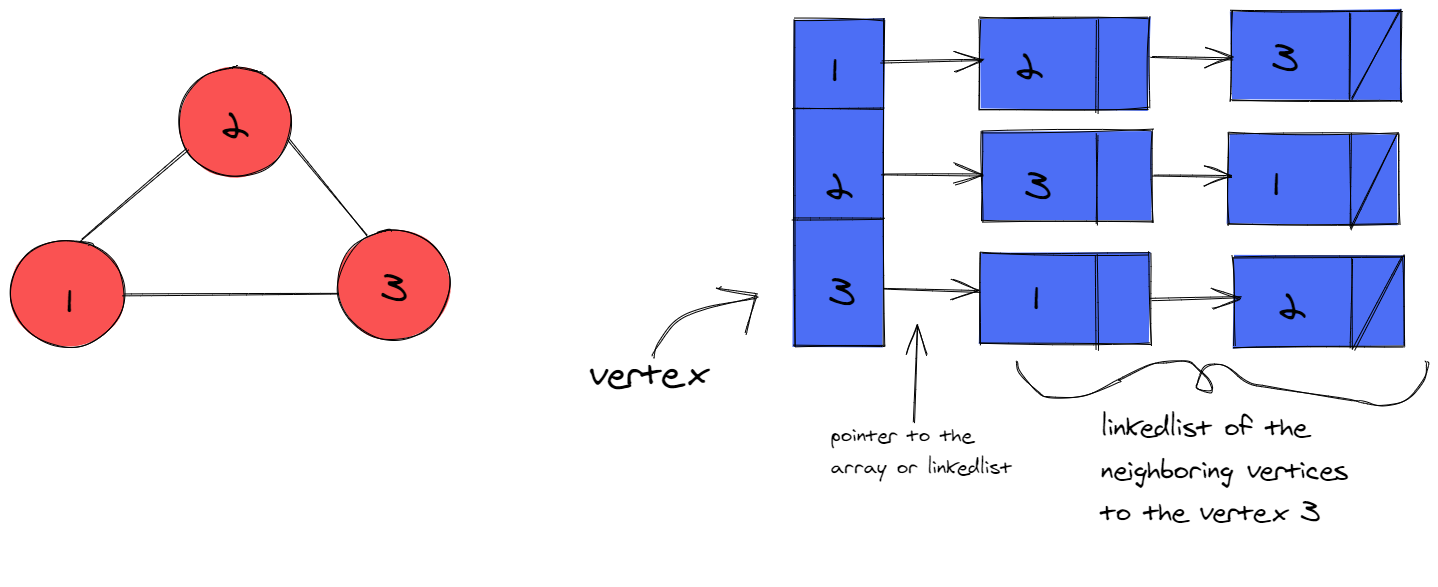 2
1
3
1
2
3
2
3
1
3
1
2
vertex
pointer to the
array or linkedlist
linkedlist of the
neighboring vertices
to the vertex 3